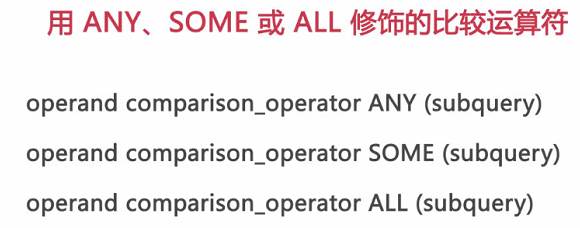 用 ANY、SOME 或 ALL 修饰的比较运算符
operand comparison_operator ANY (subquery)
operand comparison_operator SOME (subquery)
operand comparison_operator ALL (subquery)